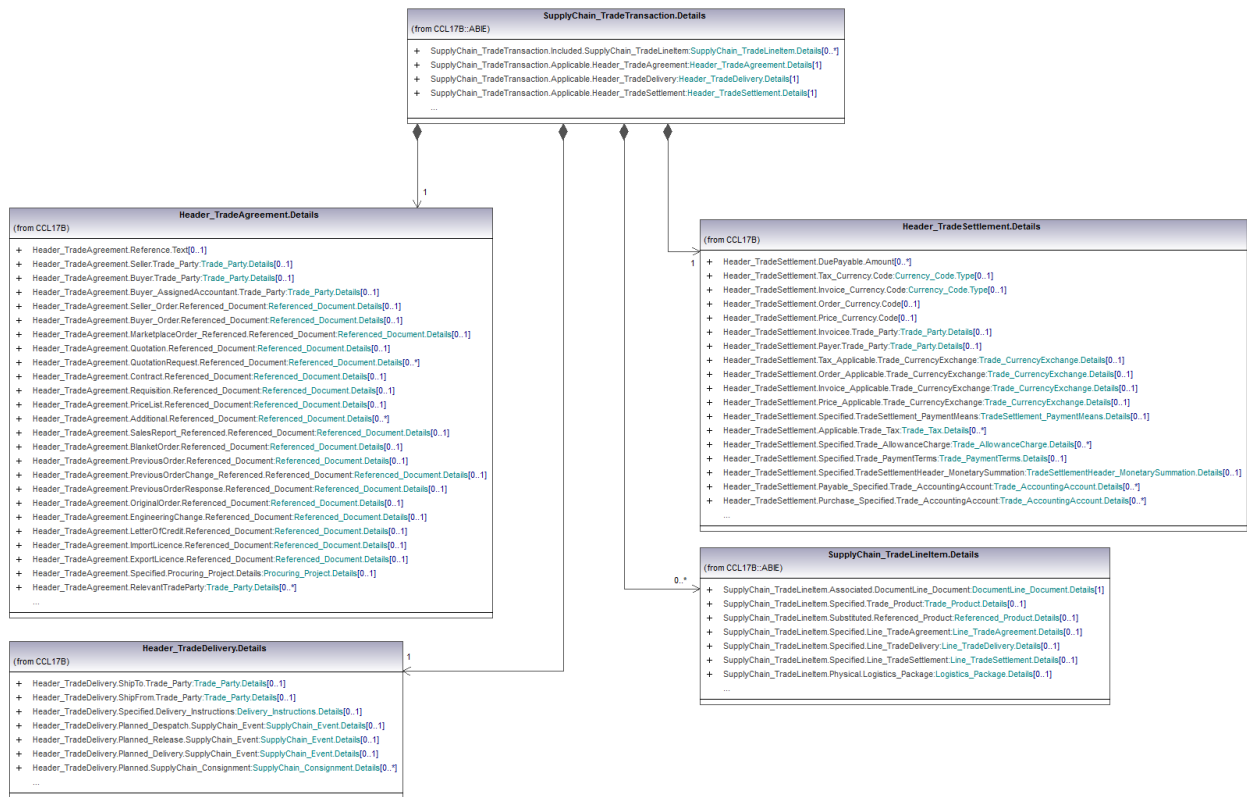 SupplyChain_TradeTransaction.Details
(from CCL17B::ABIE)
+ SupplyChain_TradeTransaction.Included.SupplyChain_TradeLineItem:SupplyChain_TradeLineItem.Details[0..*]
+ SupplyChain_TradeTransaction.Applicable.Header_TradeAgreement:Header_TradeAgreement.Details[1]
+ SupplyChain_TradeTransaction.Applicable.Header_TradeDelivery:Header_TradeDelivery.Details[1]
+ SupplyChain_TradeTransaction.Applicable.Header_TradeSettlement:Header_TradeSettlement.Details[1]
...
1
Header_TradeAgreement.Details
(from CCL17B)
+ Header_TradeAgreement.Reference.Text[0..1]
+ Header_TradeAgreement.Seller.Trade_Party:Trade_Party.Details[0..1]
+ Header_TradeAgreement.Buyer.Trade_Party:Trade_Party.Details[0..1]
+ Header_TradeAgreement.Buyer_AssignedAccountant.Trade_Party:Trade_Party.Details[0..1]
+ Header_TradeAgreement.Seller_Order.Referenced_Document:Referenced_Document.Details[0..1]
+ Header_TradeAgreement.Buyer_Order.Referenced_Document:Referenced_Document.Details[0..1]
+ Header_TradeAgreement.MarketplaceOrder_Referenced.Referenced_Document:Referenced_Document.Details[0..1]
+ Header_TradeAgreement.Quotation.Referenced_Document:Referenced_Document.Details[0..1]
+ Header_TradeAgreement.QuotationRequest.Referenced_Document:Referenced_Document.Details[0..*]
+ Header_TradeAgreement.Contract.Referenced_Document:Referenced_Document.Details[0..1]
+ Header_TradeAgreement.Requisition.Referenced_Document:Referenced_Document.Details[0..1]
+ Header_TradeAgreement.PriceList.Referenced_Document:Referenced_Document.Details[0..1]
+ Header_TradeAgreement.Additional.Referenced_Document:Referenced_Document.Details[0..*]
+ Header_TradeAgreement.SalesReport_Referenced.Referenced_Document:Referenced_Document.Details[0..1]
+ Header_TradeAgreement.BlanketOrder.Referenced_Document:Referenced_Document.Details[0..1]
+ Header_TradeAgreement.PreviousOrder.Referenced_Document:Referenced_Document.Details[0..1]
+ Header_TradeAgreement.PreviousOrderChange_Referenced.Referenced_Document:Referenced_Document.Details[0..1]
+ Header_TradeAgreement.PreviousOrderResponse.Referenced_Document:Referenced_Document.Details[0..1]
+ Header_TradeAgreement.OriginalOrder.Referenced_Document:Referenced_Document.Details[0..1]
+ Header_TradeAgreement.EngineeringChange.Referenced_Document:Referenced_Document.Details[0..1]
+ Header_TradeAgreement.LetterOfCredit.Referenced_Document:Referenced_Document.Details[0..1]
+ Header_TradeAgreement.ImportLicence.Referenced_Document:Referenced_Document.Details[0..1]
+ Header_TradeAgreement.ExportLicence.Referenced_Document:Referenced_Document.Details[0..1]
+ Header_TradeAgreement.Specified.Procuring_Project.Details:Procuring_Project.Details[0..1]
+ Header_TradeAgreement.RelevantTradeParty:Trade_Party.Details[0..*]
...
1
Header_TradeSettlement.Details
(from CCL17B)
+ Header_TradeSettlement.DuePayable.Amount[0..*]
+ Header_TradeSettlement.Tax_Currency.Code:Currency_Code.Type[0..1]
+ Header_TradeSettlement.Invoice_Currency.Code:Currency_Code.Type[0..1]
+ Header_TradeSettlement.Order_Currency.Code[0..1]
+ Header_TradeSettlement.Price_Currency.Code[0..1]
+ Header_TradeSettlement.Invoicee.Trade_Party:Trade_Party.Details[0..1]
+ Header_TradeSettlement.Payer.Trade_Party:Trade_Party.Details[0..1]
+ Header_TradeSettlement.Tax_Applicable.Trade_CurrencyExchange:Trade_CurrencyExchange.Details[0..1]
+ Header_TradeSettlement.Order_Applicable.Trade_CurrencyExchange:Trade_CurrencyExchange.Details[0..1]
+ Header_TradeSettlement.Invoice_Applicable.Trade_CurrencyExchange:Trade_CurrencyExchange.Details[0..1]
+ Header_TradeSettlement.Price_Applicable.Trade_CurrencyExchange:Trade_CurrencyExchange.Details[0..1]
+ Header_TradeSettlement.Specified.TradeSettlement_PaymentMeans:TradeSettlement_PaymentMeans.Details[0..1]
+ Header_TradeSettlement.Applicable.Trade_Tax:Trade_Tax.Details[0..*]
+ Header_TradeSettlement.Specified.Trade_AllowanceCharge:Trade_AllowanceCharge.Details[0..*]
+ Header_TradeSettlement.Specified.Trade_PaymentTerms:Trade_PaymentTerms.Details[0..1]
+ Header_TradeSettlement.Specified.TradeSettlementHeader_MonetarySummation:TradeSettlementHeader_MonetarySummation.Details[0..1]
+ Header_TradeSettlement.Payable_Specified.Trade_AccountingAccount:Trade_AccountingAccount.Details[0..*]
+ Header_TradeSettlement.Purchase_Specified.Trade_AccountingAccount:Trade_AccountingAccount.Details[0..*]
...
0..*
SupplyChain_TradeLineItem.Details
(from CCL17B::ABIE)
+ SupplyChain_TradeLineItem.Associated.DocumentLine_Document:DocumentLine_Document.Details[1]
+ SupplyChain_TradeLineItem.Specified.Trade_Product:Trade_Product.Details[0..1]
+ SupplyChain_TradeLineItem.Substituted.Referenced_Product:Referenced_Product.Details[0..1]
+ SupplyChain_TradeLineItem.Specified.Line_TradeAgreement:Line_TradeAgreement.Details[0..1]
+ SupplyChain_TradeLineItem.Specified.Line_TradeDelivery:Line_TradeDelivery.Details[0..1]
+ SupplyChain_TradeLineItem.Specified.Line_TradeSettlement:Line_TradeSettlement.Details[0..1]
+ SupplyChain_TradeLineItem.Physical.Logistics_Package:Logistics_Package.Details[0..1]
...
1
Header_TradeDelivery.Details
(from CCL17B)
+ Header_TradeDelivery.ShipTo.Trade_Party:Trade_Party.Details[0..1]
+ Header_TradeDelivery.ShipFrom.Trade_Party:Trade_Party.Details[0..1]
+ Header_TradeDelivery.Specified.Delivery_Instructions:Delivery_Instructions.Details[0..1]
+ Header_TradeDelivery.Planned_Despatch.SupplyChain_Event:SupplyChain_Event.Details[0..1]
+ Header_TradeDelivery.Planned_Release.SupplyChain_Event:SupplyChain_Event.Details[0..1]
+ Header_TradeDelivery.Planned_Delivery.SupplyChain_Event:SupplyChain_Event.Details[0..1]
+ Header_TradeDelivery.Planned.SupplyChain_Consignment:SupplyChain_Consignment.Details[0..*]
...